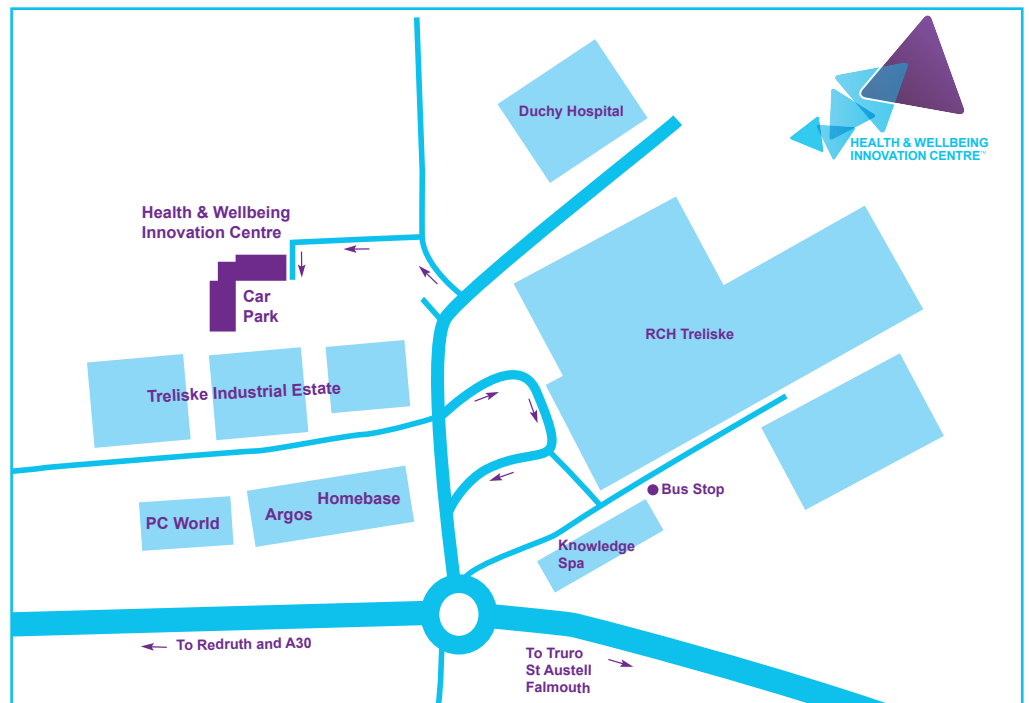 Duchy Hospital
HEALTH & WELLBEING
INNOVATION CENTRE™
Health & Wellbeing
Innovation Centre
Car
Park
RCH Treliske
Treliske Industrial Estate
Bus Stop
Homebase
Argos
PC World
Knowledge
Spa
To Redruth and A30
To Truro
St Austell
Falmouth